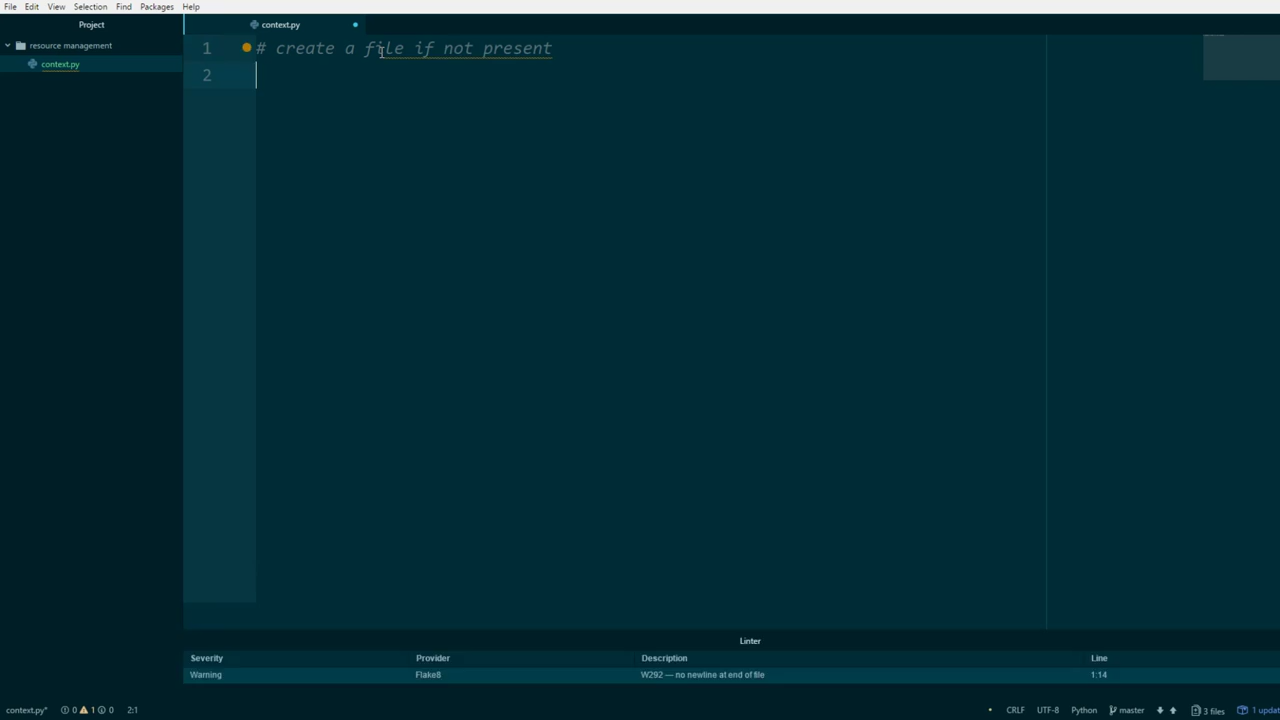 File Edit View Selection Find Packages Help
Project
context.py
resource management
context.py
1 # create a file if not present
2
Linter
Severity Provider Description Line
Warning Flake8 W292 — no newline at end of file 1:14
context.py* 0 1 0 2:1 CRLF UTF-8 Python master 3 files 1 updat